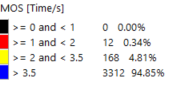 MOS [Time/s]
>= 0 and < 1 0 0.00%
>= 1 and < 2 12 0.34%
>= 2 and < 3.5 168 4.81%
> 3.5 3312 94.85%